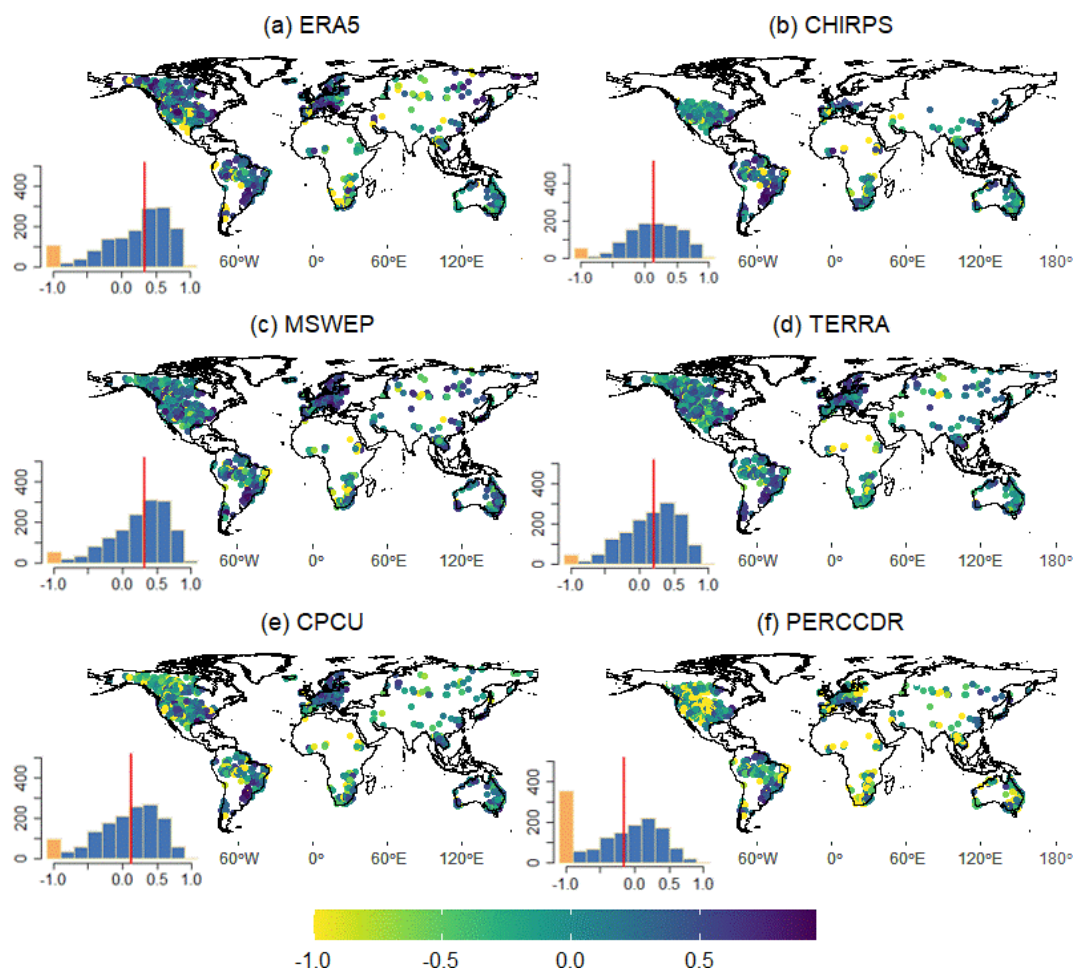 (a) ERA5 (b) CHIRPS
400
200
0
-1.0 0.0 0.5 1.0
60°W 0° 60°E 120°E
400
200
0
-1.0 0.0 0.5 1.0
60°W 0° 60°E 120°E 180°
(c) MSWEP (d) TERRA
400
200
0
-1.0 0.0 0.5 1.0
60°W 0° 60°E 120°E
400
200
0
-1.0 0.0 0.5 1.0
60°W 0° 60°E 120°E 180°
(e) CPCU (f) PERCCDR
400
200
0
-1.0 0.0 0.5 1.0
60°W 0° 60°E 120°E
400
200
0
-1.0 0.0 0.5 1.0
60°W 0° 60°E 120°E 180°
-1.0 -0.5 0.0 0.5